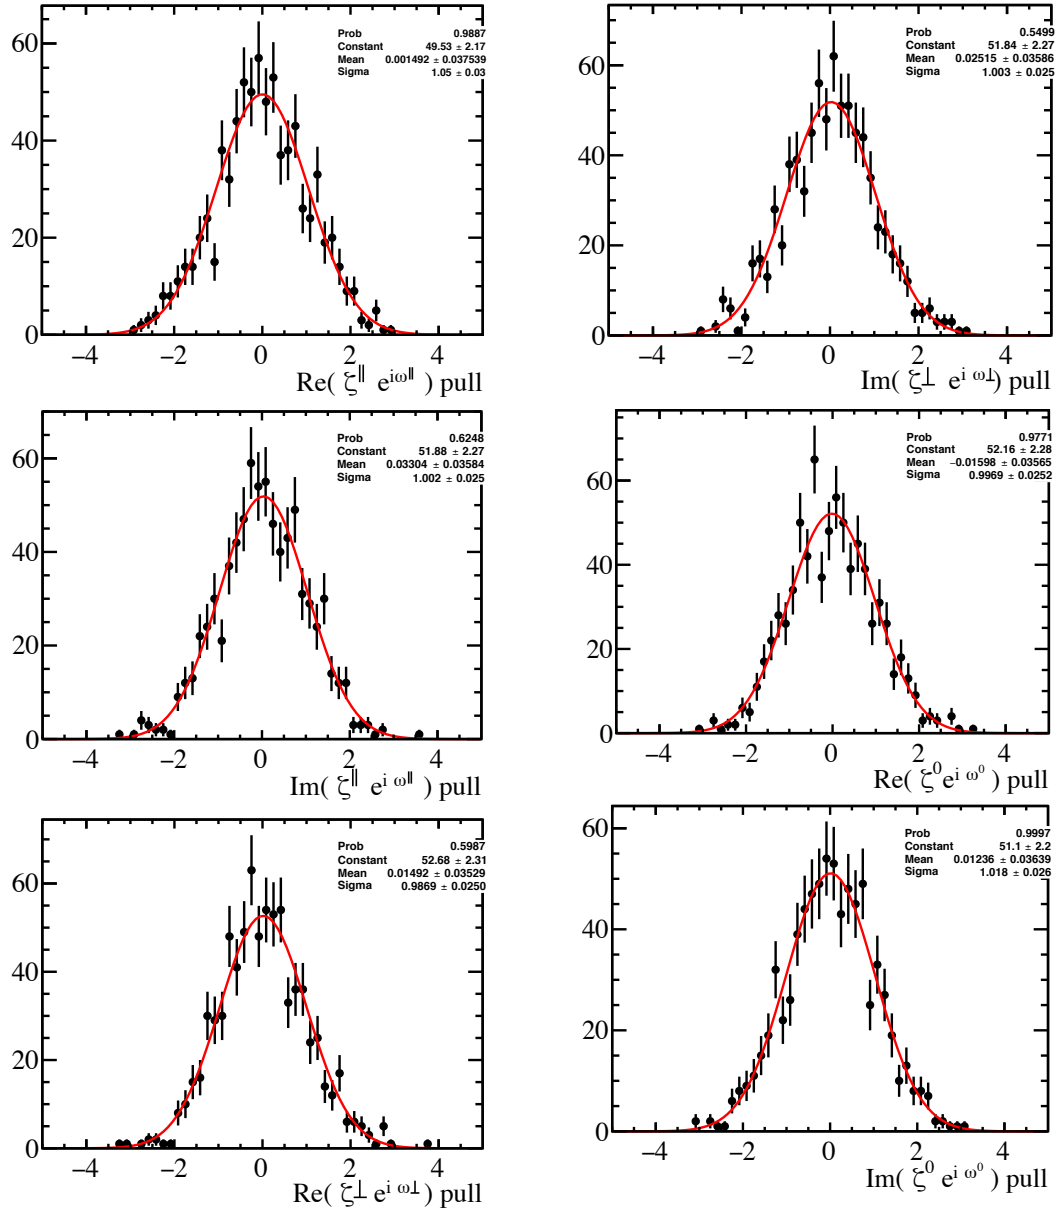 Prob 0.9887
Constant 49.53 ± 2.17
Mean 0.001492 ± 0.037539
Sigma 1.05 ± 0.03
60
40
20
0
−4 −2 0 2 4
Re( ζ∥ e^iω∥ ) pull
Prob 0.5499
Constant 51.84 ± 2.27
Mean 0.02515 ± 0.03586
Sigma 1.003 ± 0.025
60
40
20
0
−4 −2 0 2 4
Im( ζ⊥ e^i ω⊥ ) pull
Prob 0.6248
Constant 51.88 ± 2.27
Mean 0.03304 ± 0.03584
Sigma 1.002 ± 0.025
60
40
20
0
−4 −2 0 2 4
Im( ζ∥ e^i ω∥ ) pull
Prob 0.9771
Constant 52.16 ± 2.28
Mean −0.01598 ± 0.03565
Sigma 0.9969 ± 0.0252
60
40
20
0
−4 −2 0 2 4
Re( ζ⁰ e^i ω⁰ ) pull
Prob 0.5987
Constant 52.68 ± 2.31
Mean 0.01492 ± 0.03529
Sigma 0.9869 ± 0.0250
60
40
20
0
−4 −2 0 2 4
Re( ζ⊥ e^i ω⊥ ) pull
Prob 0.9997
Constant 51.1 ± 2.2
Mean 0.01236 ± 0.03639
Sigma 1.018 ± 0.026
60
40
20
0
−4 −2 0 2 4
Im( ζ⁰ e^i ω⁰ ) pull